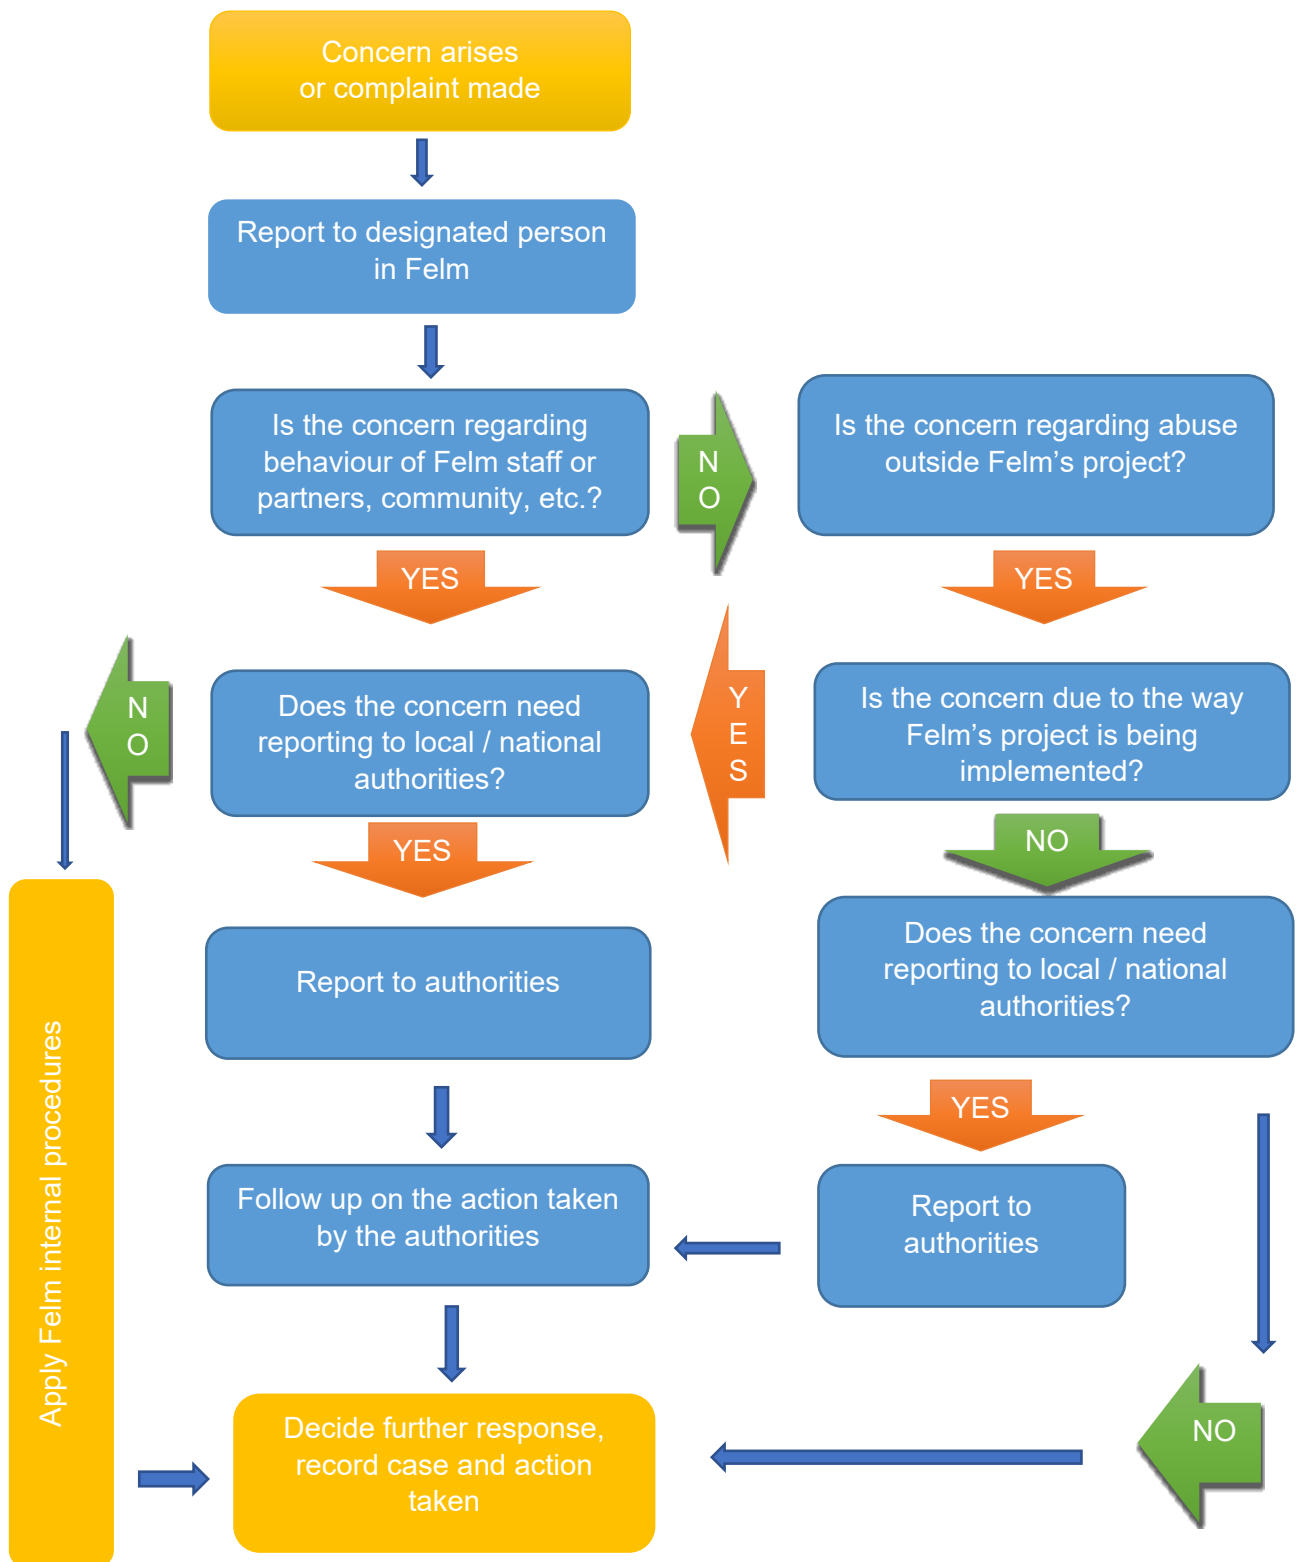 Concern arises
or complaint made
Report to designated person
in Felm
Is the concern regarding
behaviour of Felm staff or
partners, community, etc.?
N
O
Is the concern regarding abuse
outside Felm's project?
YES
YES
N
O
Does the concern need
reporting to local / national
authorities?
Y
E
S
Is the concern due to the way
Felm's project is being
implemented?
YES
NO
Report to authorities
Does the concern need
reporting to local / national
authorities?
YES
Apply Felm internal procedures
Follow up on the action taken
by the authorities
Report to
authorities
Decide further response,
record case and action
taken
NO